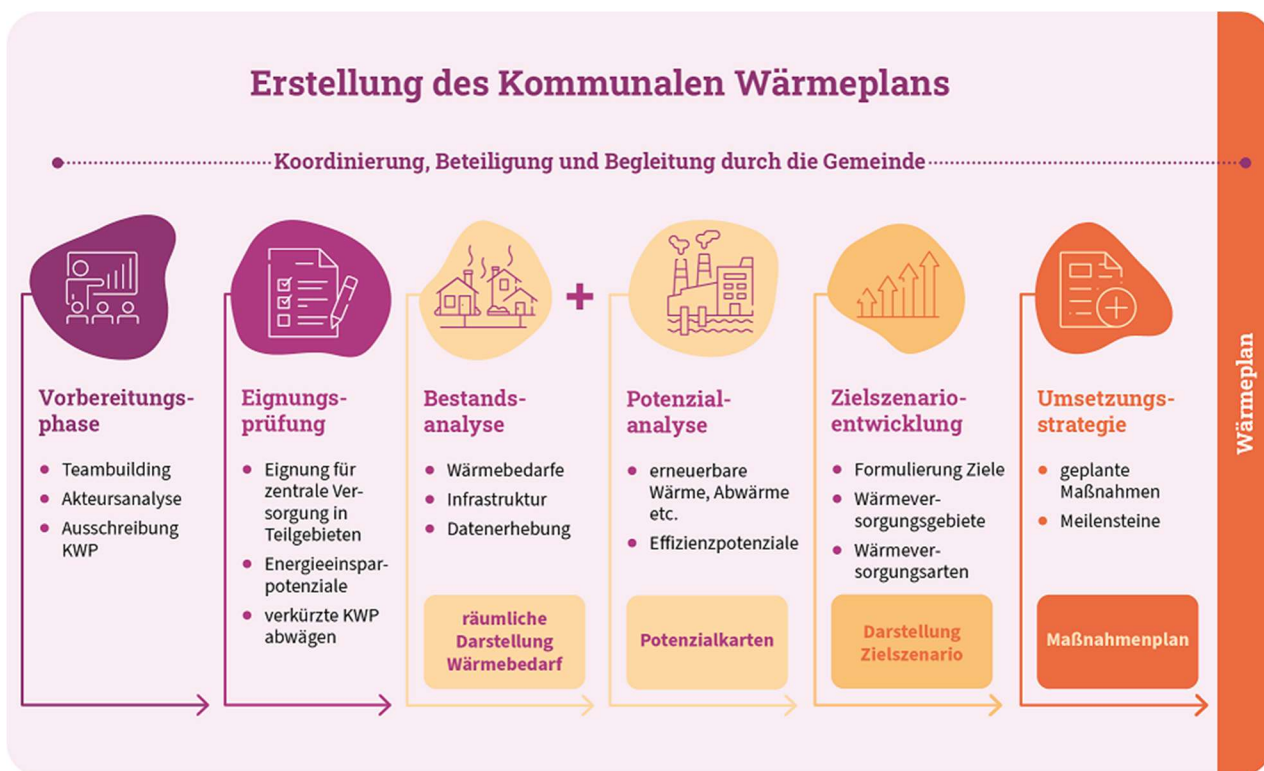 Erstellung des Kommunalen Wärmeplans
Koordinierung, Beteiligung und Begleitung durch die Gemeinde
Vorbereitungs-
phase
Teambuilding
Akteursanalyse
Ausschreibung
KWP
Eignungs-
prüfung
Eignung für
zentrale Ver-
sorgung in
Teilgebieten
Energieeinspar-
potenziale
verkürzte KWP
abwägen
Bestands-
analyse
Wärmebedarfe
Infrastruktur
Datenerhebung
räumliche
Darstellung
Wärmebedarf
+
Potenzial-
analyse
erneuerbare
Wärme, Abwärme
etc.
Effizienzpotenziale
Potenzialkarten
Zielszenario-
entwicklung
Formulierung Ziele
Wärmever-
sorgungsgebiete
Wärmever-
sorgungsarten
Darstellung
Zielszenario
Umsetzungs-
strategie
geplante
Maßnahmen
Meilensteine
Maßnahmenplan
Wärmeplan